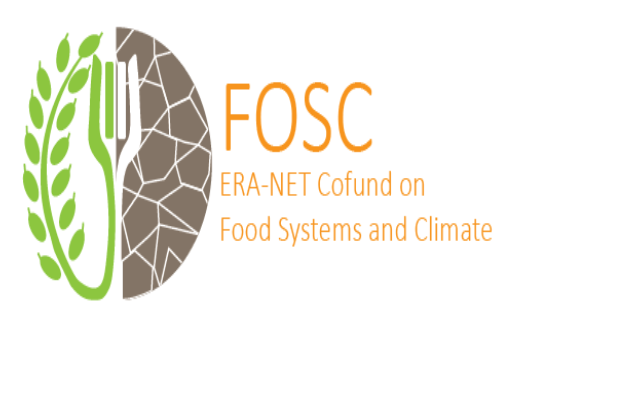 FOSC
ERA-NET Cofund on
Food Systems and Climate